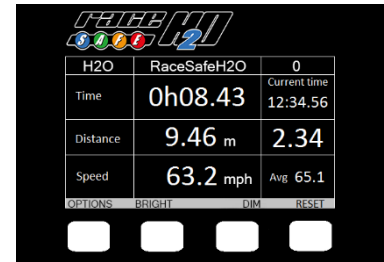 race H2O
SAFE
H2O RaceSafeH2O 0
Time 0h08.43 Current time 12:34.56
Distance 9.46 m 2.34
Speed 63.2 mph Avg 65.1
OPTIONS BRIGHT DIM RESET